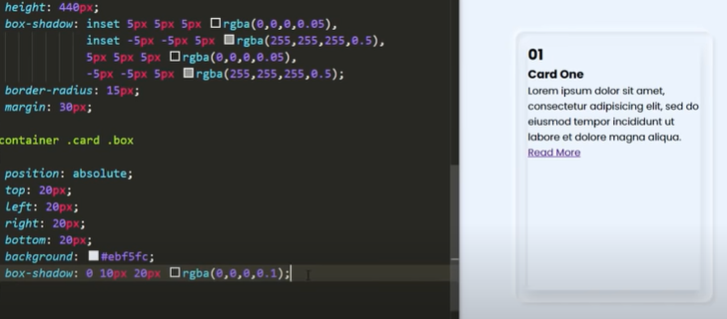 height: 440px;
box-shadow: inset 5px 5px 5px rgba(0,0,0,0.05),
inset -5px -5px 5px rgba(255,255,255,0.5),
5px 5px 5px rgba(0,0,0,0.05),
-5px -5px 5px rgba(255,255,255,0.5);
border-radius: 15px;
margin: 30px;
container .card .box
position: absolute;
top: 20px;
left: 20px;
right: 20px;
bottom: 20px;
background: #ebf5fc;
box-shadow: 0 10px 20px rgba(0,0,0,0.1);
01
Card One
Lorem ipsum dolor sit amet,
consectetur adipisicing elit, sed do
eiusmod tempor incididunt ut
labore et dolore magna aliqua.
Read More